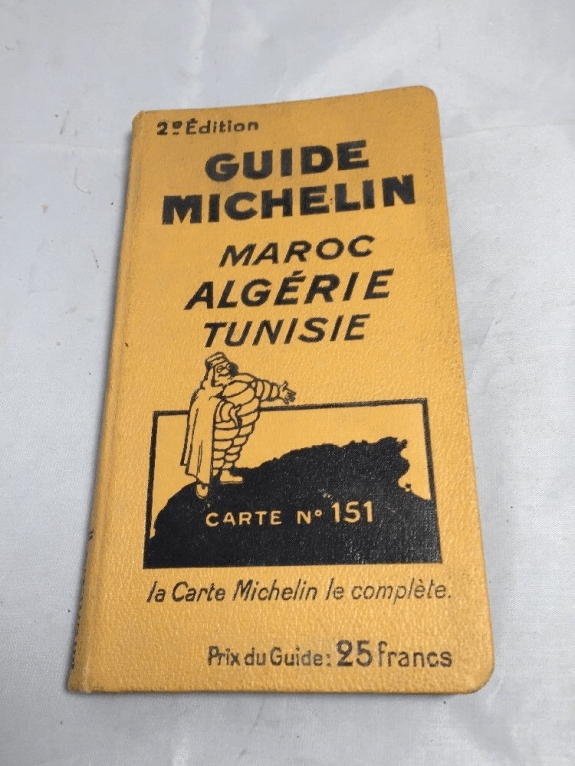 2e Édition
GUIDE
MICHELIN
MAROC
ALGÉRIE
TUNISIE
CARTE No 151
la Carte Michelin le complète.
Prix du Guide: 25 francs